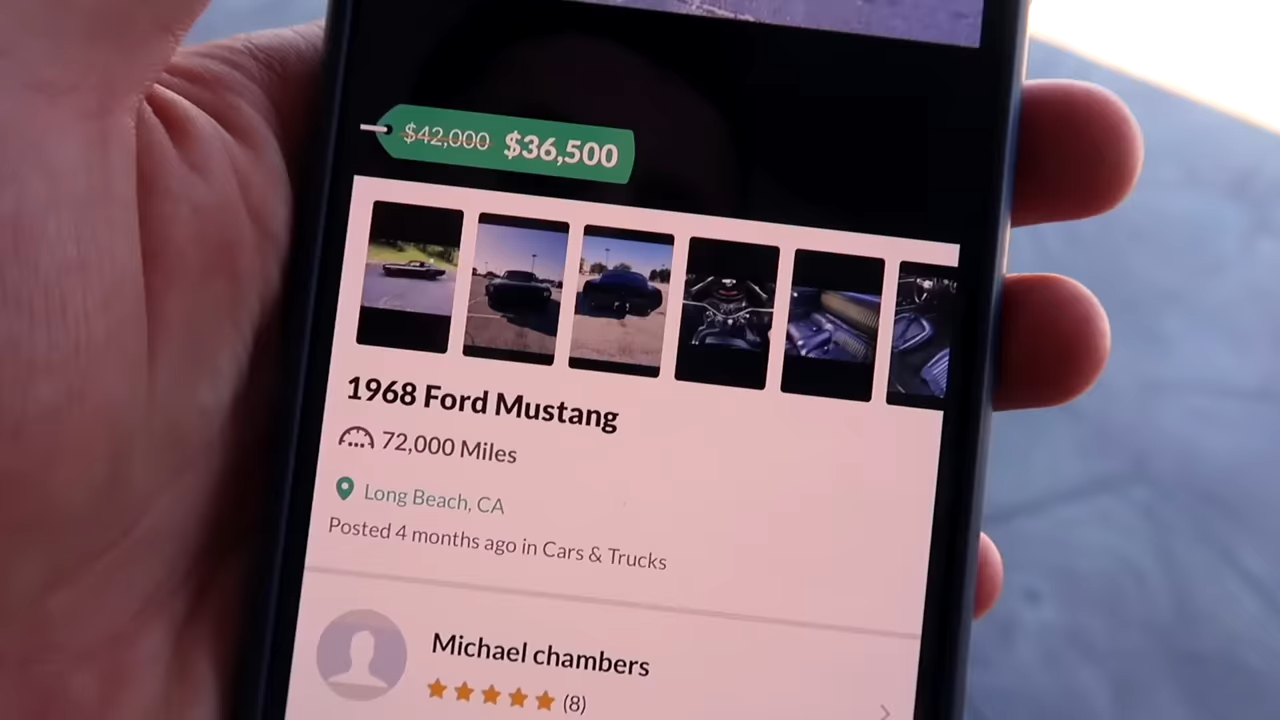 $42,000 $36,500
1968 Ford Mustang
72,000 Miles
Long Beach, CA
Posted 4 months ago in Cars & Trucks
Michael chambers
(8)